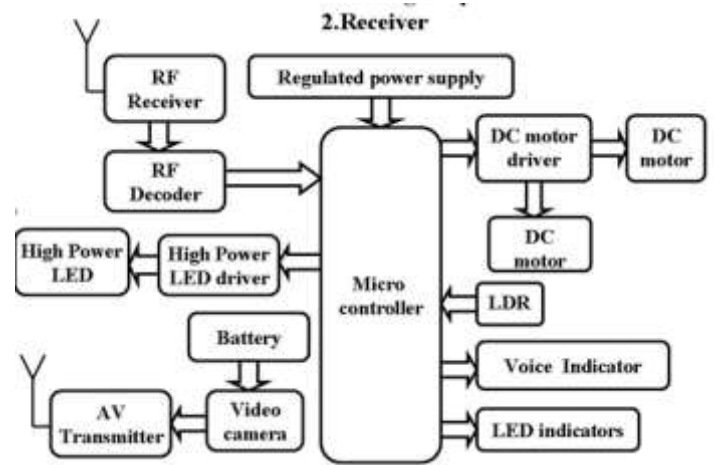 2.Receiver
RF
Receiver
Regulated power supply
DC motor
driver
DC
motor
RF
Decoder
DC
motor
High Power
LED
High Power
LED driver
Micro
controller
LDR
Battery
Voice Indicator
AV
Transmitter
Video
camera
LED indicators